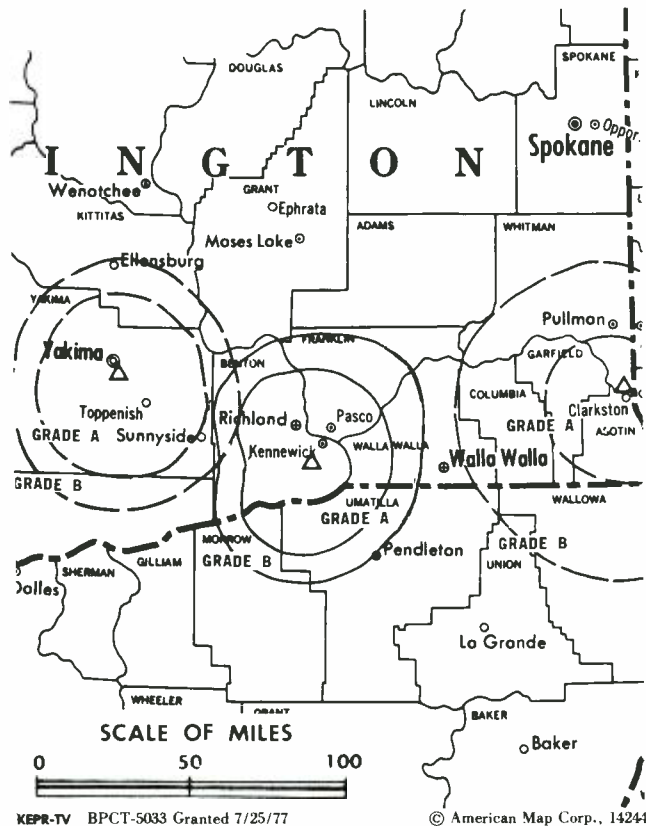 SPOKANE
DOUGLAS
LINCOLN
Oppor.
Spokane
I N G T O N
Wenatchee
GRANT
KITTITAS
Ephrata
ADAMS
WHITMAN
Moses Lake
Ellensburg
YAKIMA
Pullman
FRANKLIN
Yakima
BENTON
GARFIELD
COLUMBIA
Toppenish
Clarkston
Richland
Pasco
GRADE A
ASOTIN
GRADE A
Sunnyside
Kennewick
WALLA WALLA
Walla Walla
GRADE B
UMATILLA
WALLOWA
GRADE A
MORROW
GRADE B
Pendleton
GRADE B
GILLIAM
SHERMAN
UNION
Dalles
La Grande
WHEELER
GRANT
BAKER
SCALE OF MILES
Baker
0 50 100
KEPR-TV BPCT-5033 Granted 7/25/77
© American Map Corp., 14244